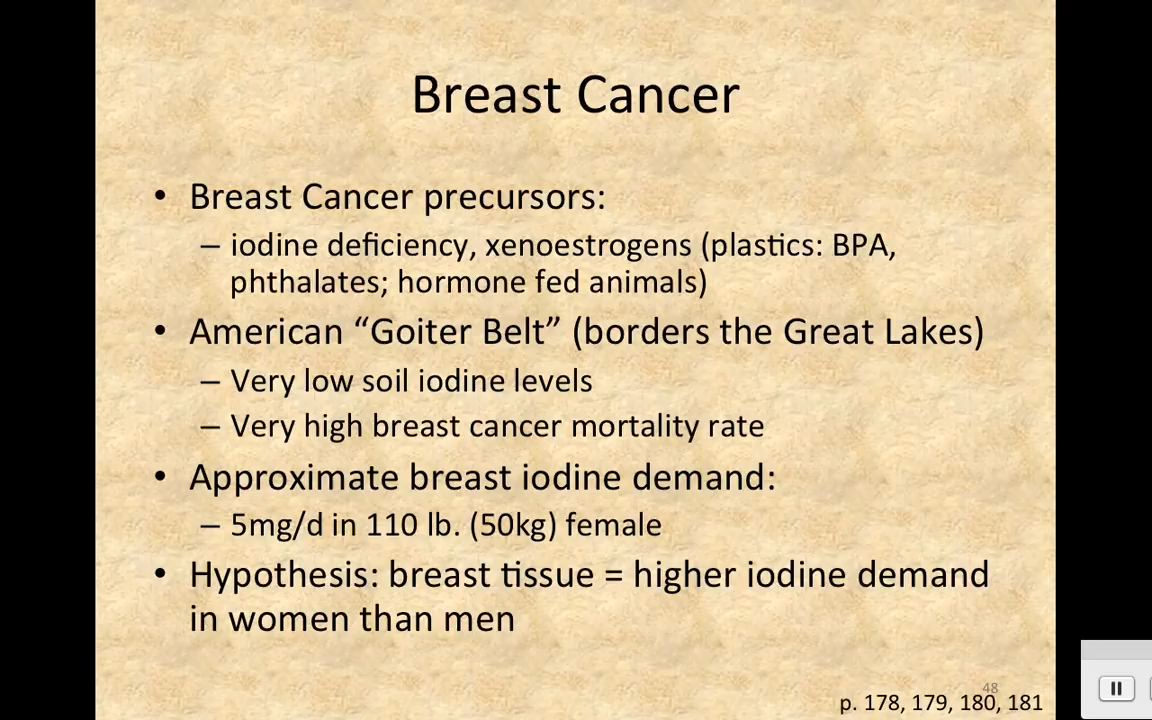 Breast Cancer
• Breast Cancer precursors:
– iodine deficiency, xenoestrogens (plastics: BPA,
phthalates; hormone fed animals)
• American “Goiter Belt” (borders the Great Lakes)
– Very low soil iodine levels
– Very high breast cancer mortality rate
• Approximate breast iodine demand:
– 5mg/d in 110 lb. (50kg) female
• Hypothesis: breast tissue = higher iodine demand
in women than men
48
p. 178, 179, 180, 181